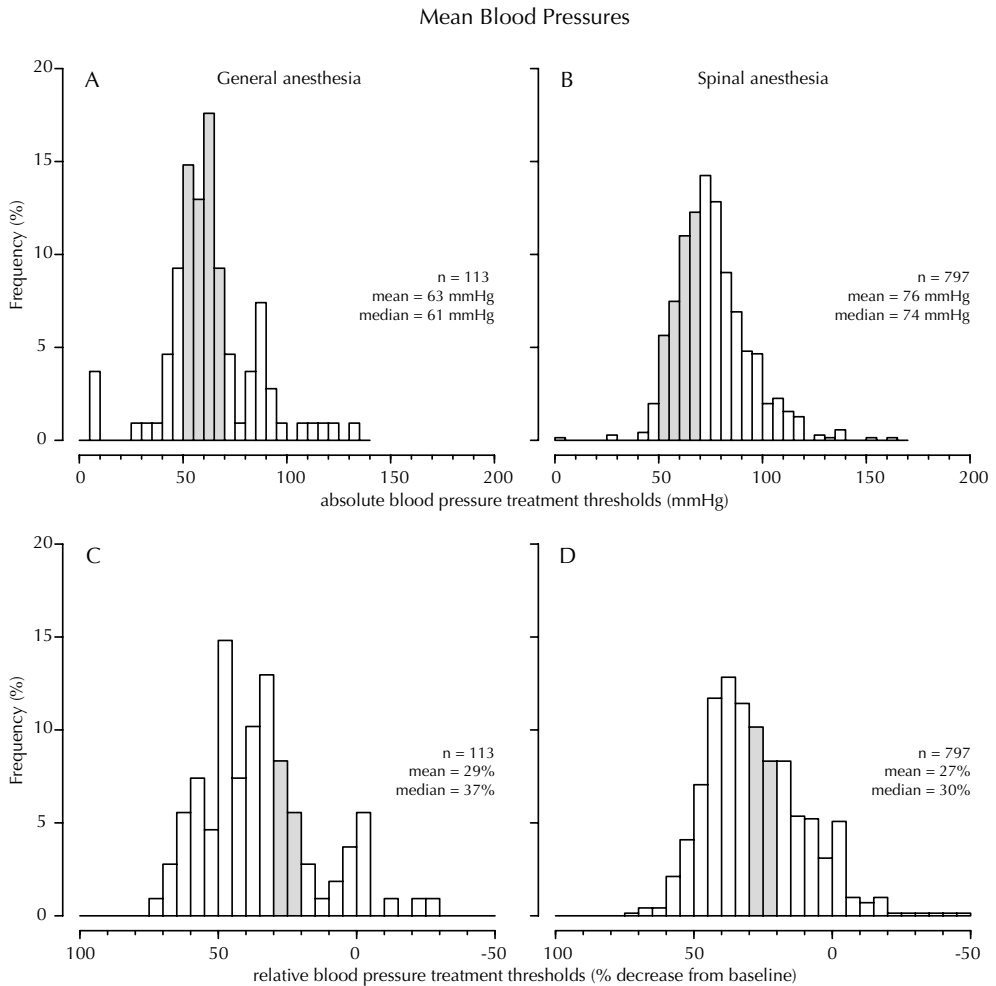 Mean Blood Pressures
A
General anesthesia
20
15
10
5
0
Frequency (%)
n = 113
mean = 63 mmHg
median = 61 mmHg
0 50 100 150 200
B
Spinal anesthesia
n = 797
mean = 76 mmHg
median = 74 mmHg
0 50 100 150 200
absolute blood pressure treatment thresholds (mmHg)
C
20
15
10
5
0
Frequency (%)
n = 113
mean = 29%
median = 37%
100 50 0 -50
D
n = 797
mean = 27%
median = 30%
100 50 0 -50
relative blood pressure treatment thresholds (% decrease from baseline)